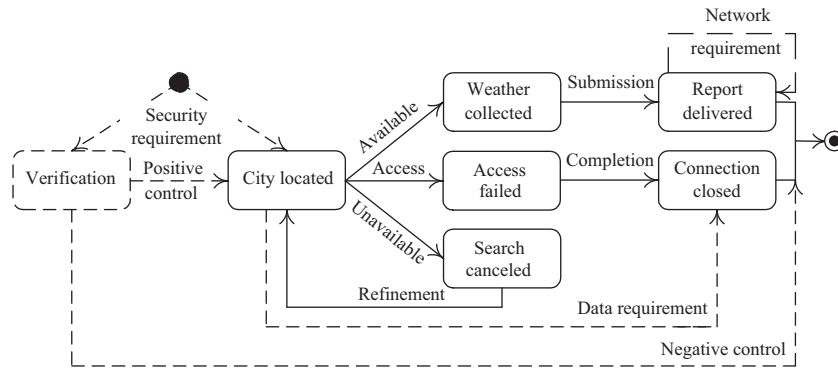 Network
requirement
Weather
collected
Submission
Report
delivered
Security
requirement
Available
Verification
Positive
control
City located
Access
Access
failed
Completion
Connection
closed
Unavailable
Search
canceled
Refinement
Data requirement
Negative control